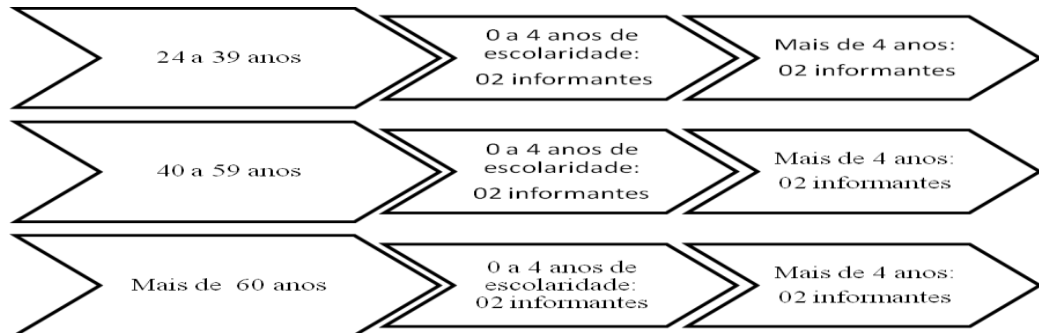 24 a 39 anos
0 a 4 anos de
escolaridade:
02 informantes
Mais de 4 anos:
02 informantes
40 a 59 anos
0 a 4 anos de
escolaridade:
02 informantes
Mais de 4 anos:
02 informantes
Mais de 60 anos
0 a 4 anos de
escolaridade:
02 informantes
Mais de 4 anos:
02 informantes